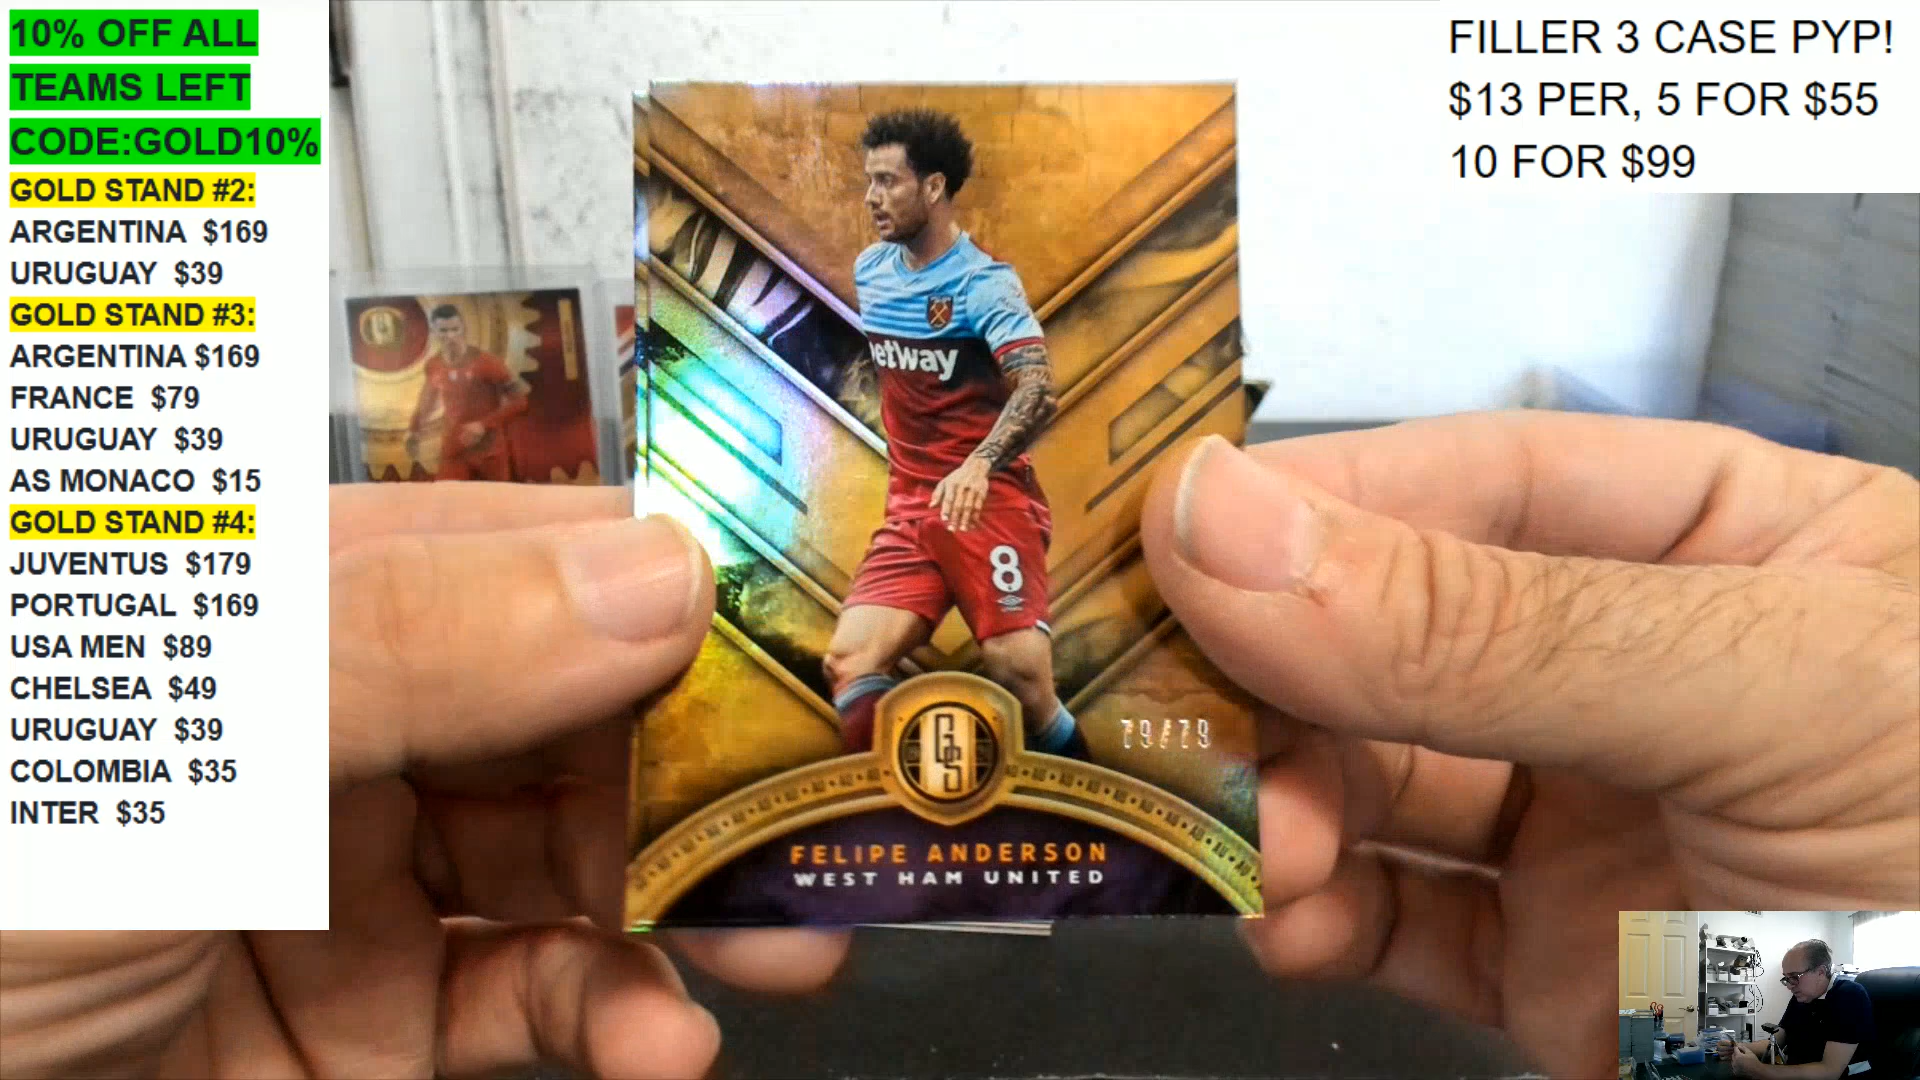 10% OFF ALL
TEAMS LEFT
CODE:GOLD10%
GOLD STAND #2:
ARGENTINA $169
URUGUAY $39
GOLD STAND #3:
ARGENTINA $169
FRANCE $79
URUGUAY $39
AS MONACO $15
GOLD STAND #4:
JUVENTUS $179
PORTUGAL $169
USA MEN $89
CHELSEA $49
URUGUAY $39
COLOMBIA $35
INTER $35
FILLER 3 CASE PYP!
$13 PER, 5 FOR $55
10 FOR $99
betway
8
79/79
GS
FELIPE ANDERSON
WEST HAM UNITED